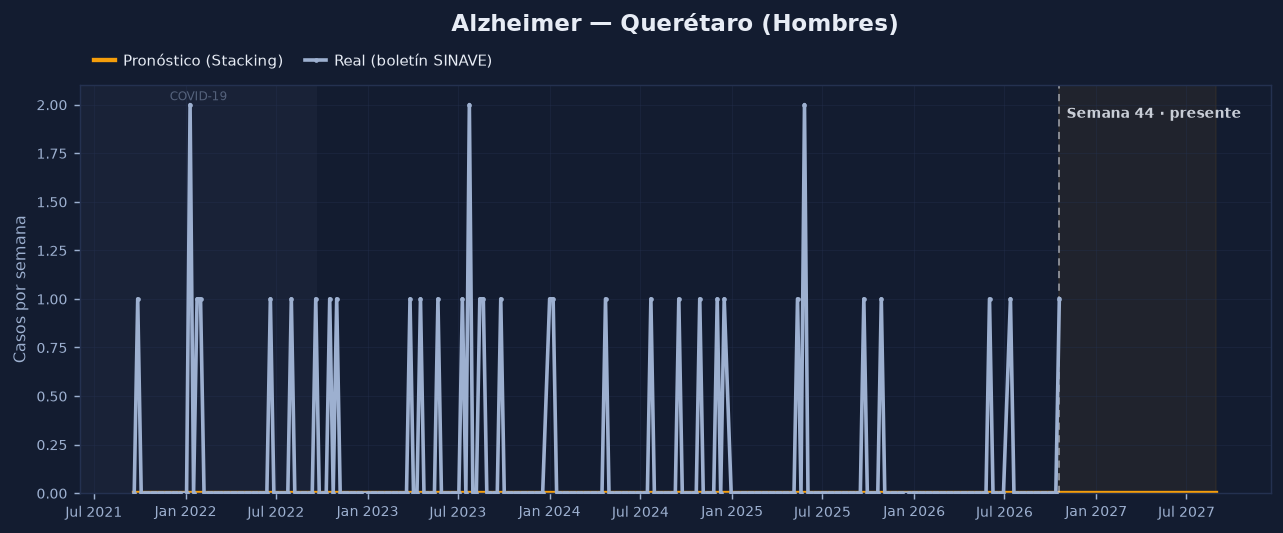 Alzheimer — Querétaro (Hombres)
Pronóstico (Stacking)
Real (boletín SINAVE)
COVID-19
Semana 44 · presente
Casos por semana
2.00
1.75
1.50
1.25
1.00
0.75
0.50
0.25
0.00
Jul 2021
Jan 2022
Jul 2022
Jan 2023
Jul 2023
Jan 2024
Jul 2024
Jan 2025
Jul 2025
Jan 2026
Jul 2026
Jan 2027
Jul 2027